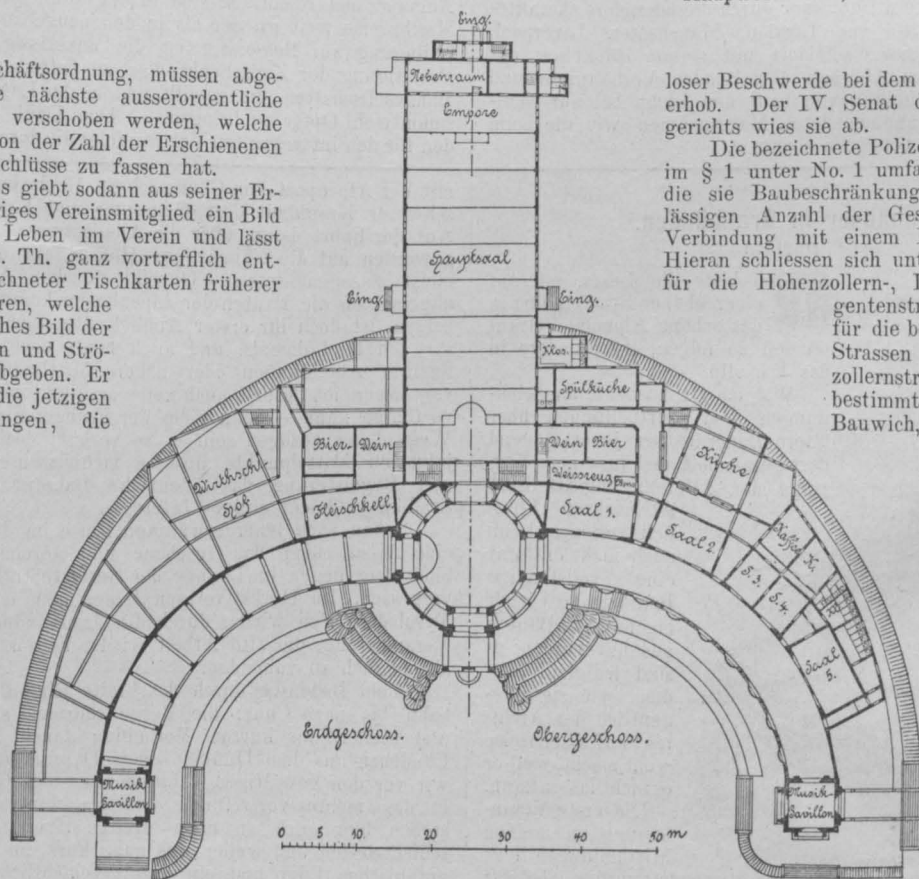 chäftsordnung, müssen abge-
nächste ausserordentliche
verschoben werden, welche
on der Zahl der Erschienenen
schlüsse zu fassen hat.
s giebt sodann aus seiner Er-
riges Vereinsmitglied ein Bild
Leben im Verein und lässt
. Th. ganz vortrefflich ent-
chneter Tischkarten früherer
ren, welche
ches Bild der
n und Strö-
bgeben. Er
die jetzigen
ngen, die
Eing.
Nebenraum
Empore
Hauptsaal
Eing.
Eing.
Klos.
Spülküche
Bier
Wein
Wein
Bier
Küche
Wirthsch.
Hof
Weisszeug
Fleischkell.
Saal 1.
Saal 2
Kaffee K.
S. 3.
S. 4.
Saal 5.
Erdgeschoss.
Obergeschoss.
Musik-
Pavillon
Musik-
Pavillon
0 5 10 20 30 40 50 m
loser Beschwerde bei dem
erhob. Der IV. Senat
gerichts wies sie ab.
Die bezeichnete Polize
im § 1 unter No. 1 umfa
die sie Baubeschränkung
lässigen Anzahl der Ges
Verbindung mit einem
Hieran schliessen sich unt
für die Hohenzollern-,
gentenstr
für die b
Strassen
zollernstr
bestimmt
Bauwich,